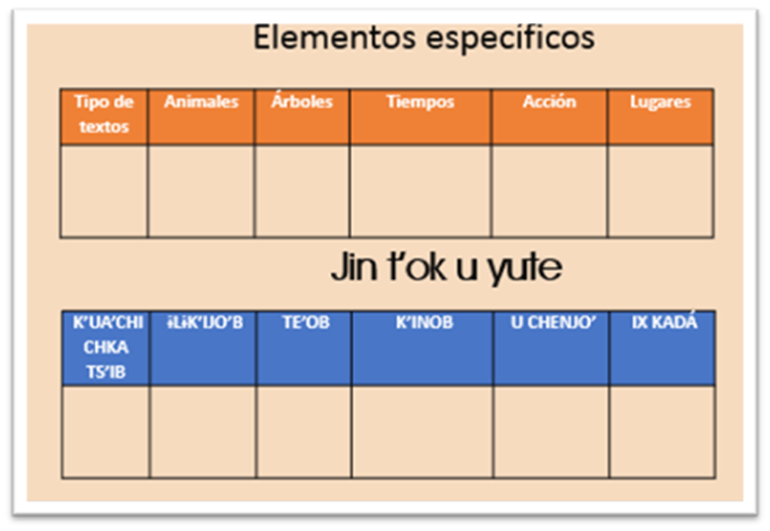 Elementos específicos
Tipo de textos Animales Árboles Tiempos Acción Lugares
Jin t'ok u yute
K'UA'CHI CHKA TS'IB ɨLɨK'IJO'B TE'OB K'INOB U CHENJO' IX KADÁ